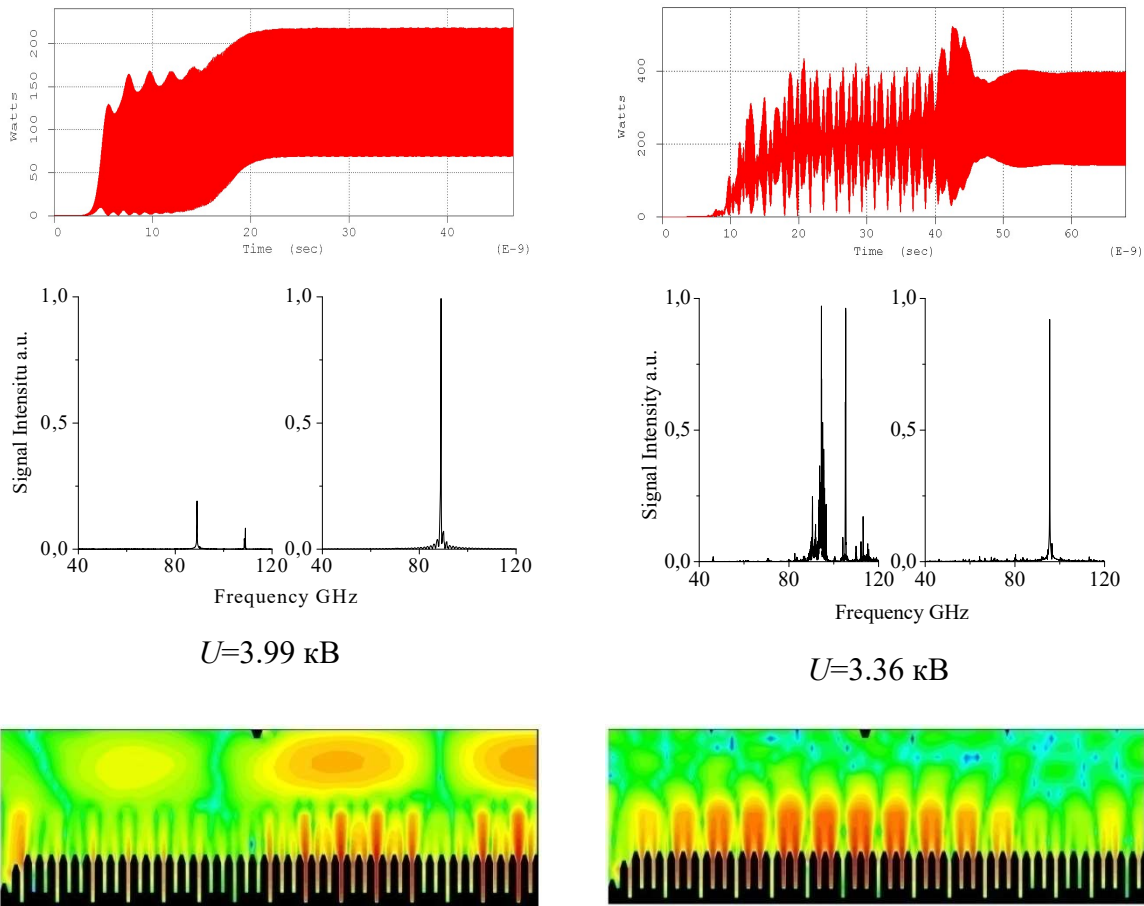 200
150
100
50
0
Watts
0 10 20 30 40
Time (sec) (E-9)
400
200
0
Watts
0 10 20 30 40 50 60
Time (sec) (E-9)
1,0
0,5
0,0
Signal Intensitu a.u.
40 80 120
1,0
0,5
0,0
40 80 120
Frequency GHz
U=3.99 кВ
1,0
0,5
0,0
Signal Intensity a.u.
40 80 120
1,0
0,5
0,0
40 80 120
Frequency GHz
U=3.36 кВ